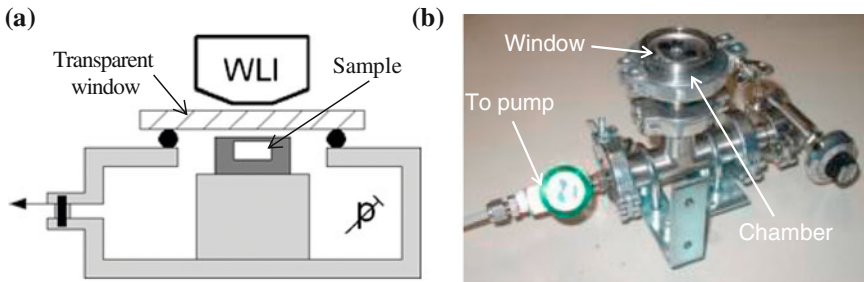 (a)
Transparent
window
WLI
Sample
p
(b)
Window
To pump
Chamber